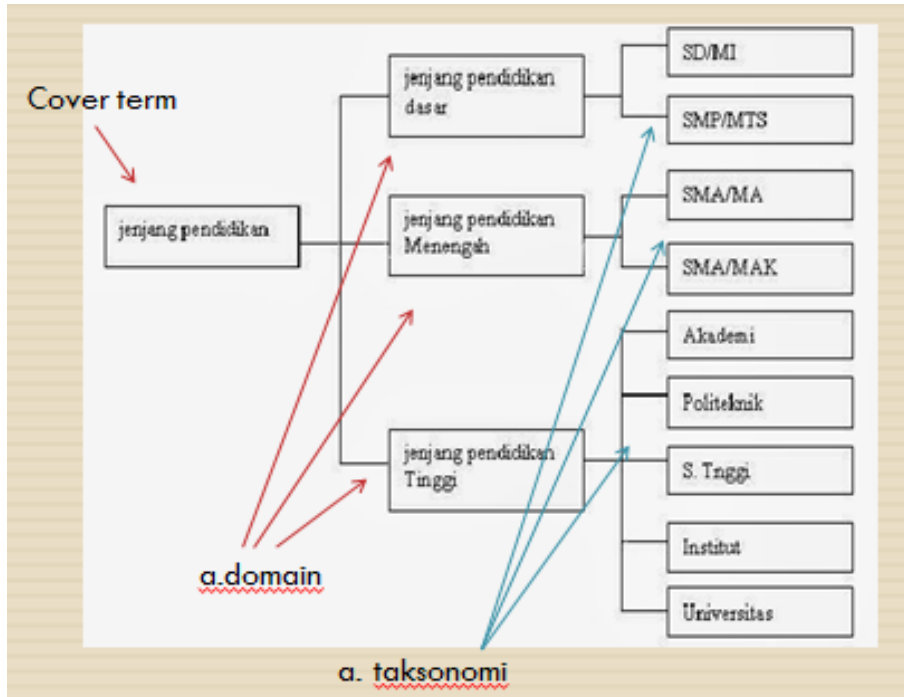 Cover term
jenjang pendidikan
jenjang pendidikan
dasar
jenjang pendidikan
Menengah
jenjang pendidikan
Tinggi
SD/MI
SMP/MTS
SMA/MA
SMA/MAK
Akademi
Politeknik
S. Tnggi
Institut
Universitas
a.domain
a. taksonomi